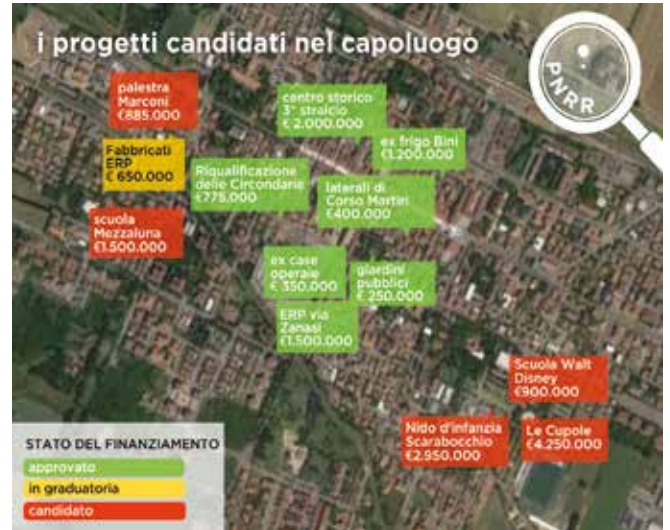 i progetti candidati nel capoluogo
PNRR
palestra
Marconi
€885.000
centro storico
3° stralcio
€ 2.000.000
ex frigo Bini
€1.200.000
Fabbricati
ERP
€ 650.000
Riqualificazione
delle Circondarie
€775.000
laterali di
Corso Martiri
€400.000
scuola
Mezzaluna
€1.500.000
ex case
operaie
€ 350.000
giardini
pubblici
€ 250.000
ERP via
Zanasi
€1.500.000
Scuola Walt
Disney
€900.000
Nido d'infanzia
Scarabocchio
€2.950.000
Le Cupole
€4.250.000
STATO DEL FINANZIAMENTO
approvato
in graduatoria
candidato